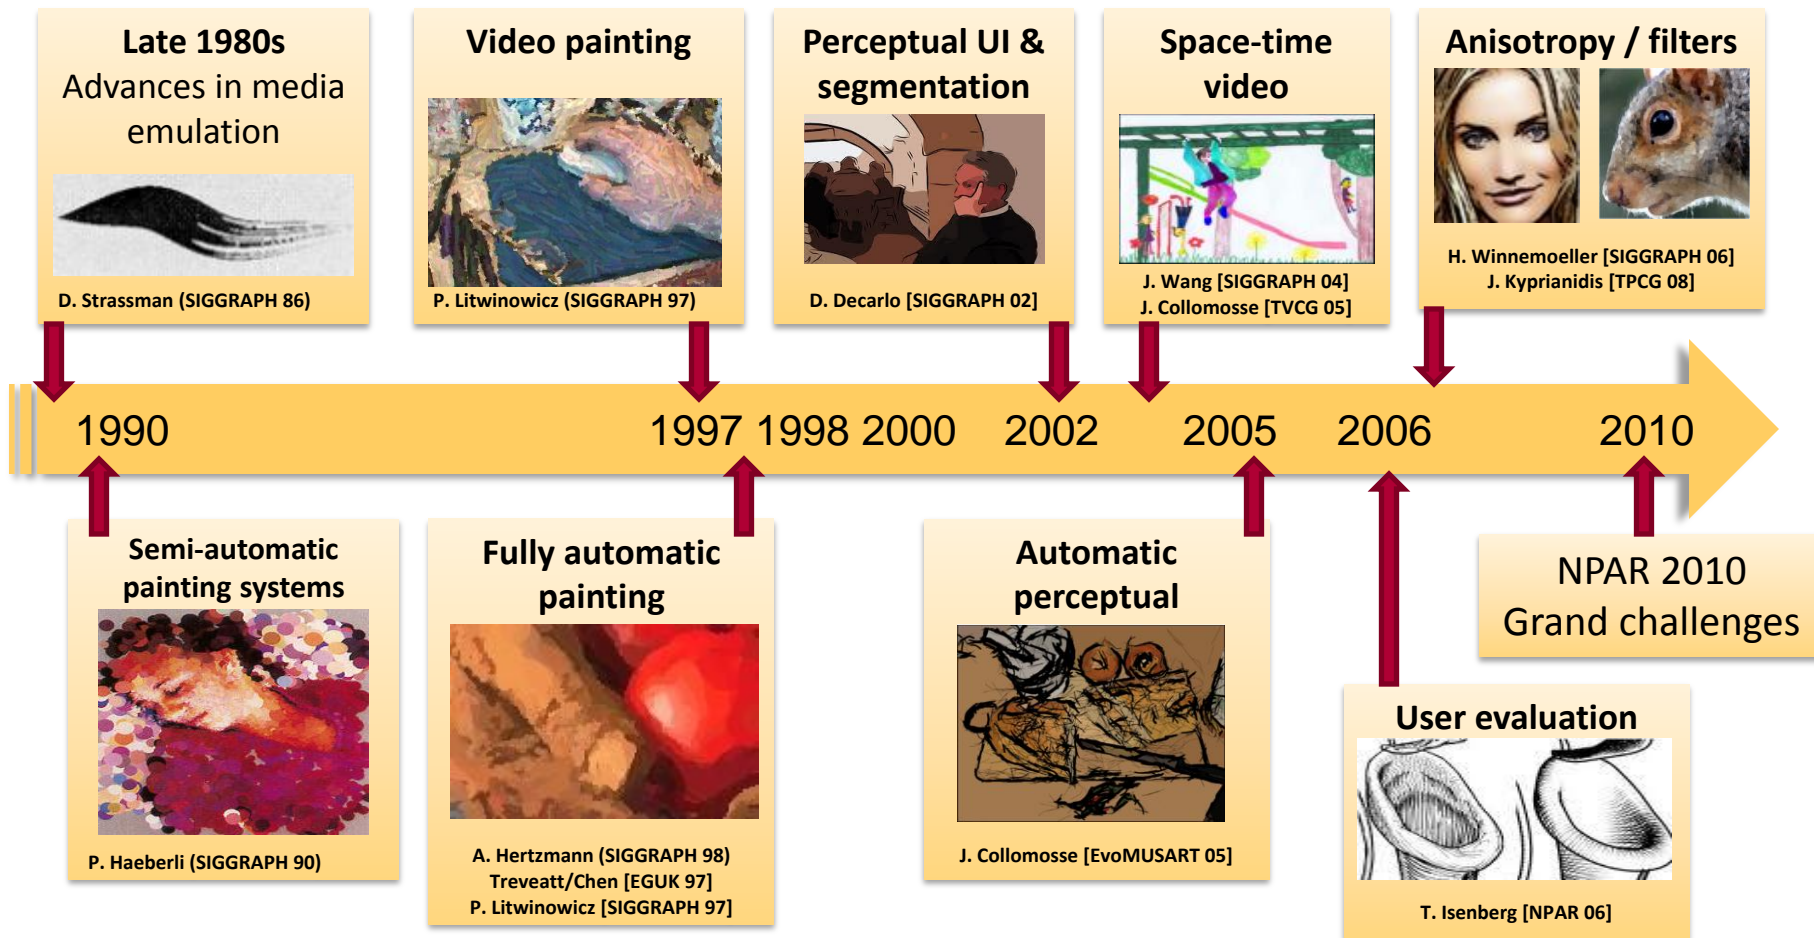 Late 1980s
Advances in media
emulation
D. Strassman (SIGGRAPH 86)
Video painting
P. Litwinowicz (SIGGRAPH 97)
Perceptual UI &
segmentation
D. Decarlo [SIGGRAPH 02]
Space-time
video
J. Wang [SIGGRAPH 04]
J. Collomosse [TVCG 05]
Anisotropy / filters
H. Winnemoeller [SIGGRAPH 06]
J. Kyprianidis [TPCG 08]
1990 1997 1998 2000 2002 2005 2006 2010
Semi-automatic
painting systems
P. Haeberli (SIGGRAPH 90)
Fully automatic
painting
A. Hertzmann (SIGGRAPH 98)
Treveatt/Chen [EGUK 97]
P. Litwinowicz [SIGGRAPH 97]
Automatic
perceptual
J. Collomosse [EvoMUSART 05]
User evaluation
T. Isenberg [NPAR 06]
NPAR 2010
Grand challenges